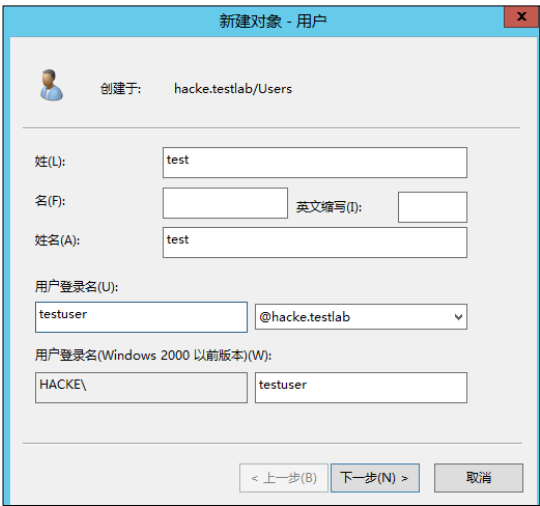 新建对象 - 用户
x
创建于: hacke.testlab/Users
姓(L): test
名(F): 英文缩写(I):
姓名(A): test
用户登录名(U):
testuser @hacke.testlab
用户登录名(Windows 2000 以前版本)(W):
HACKE\ testuser
< 上一步(B) 下一步(N) > 取消